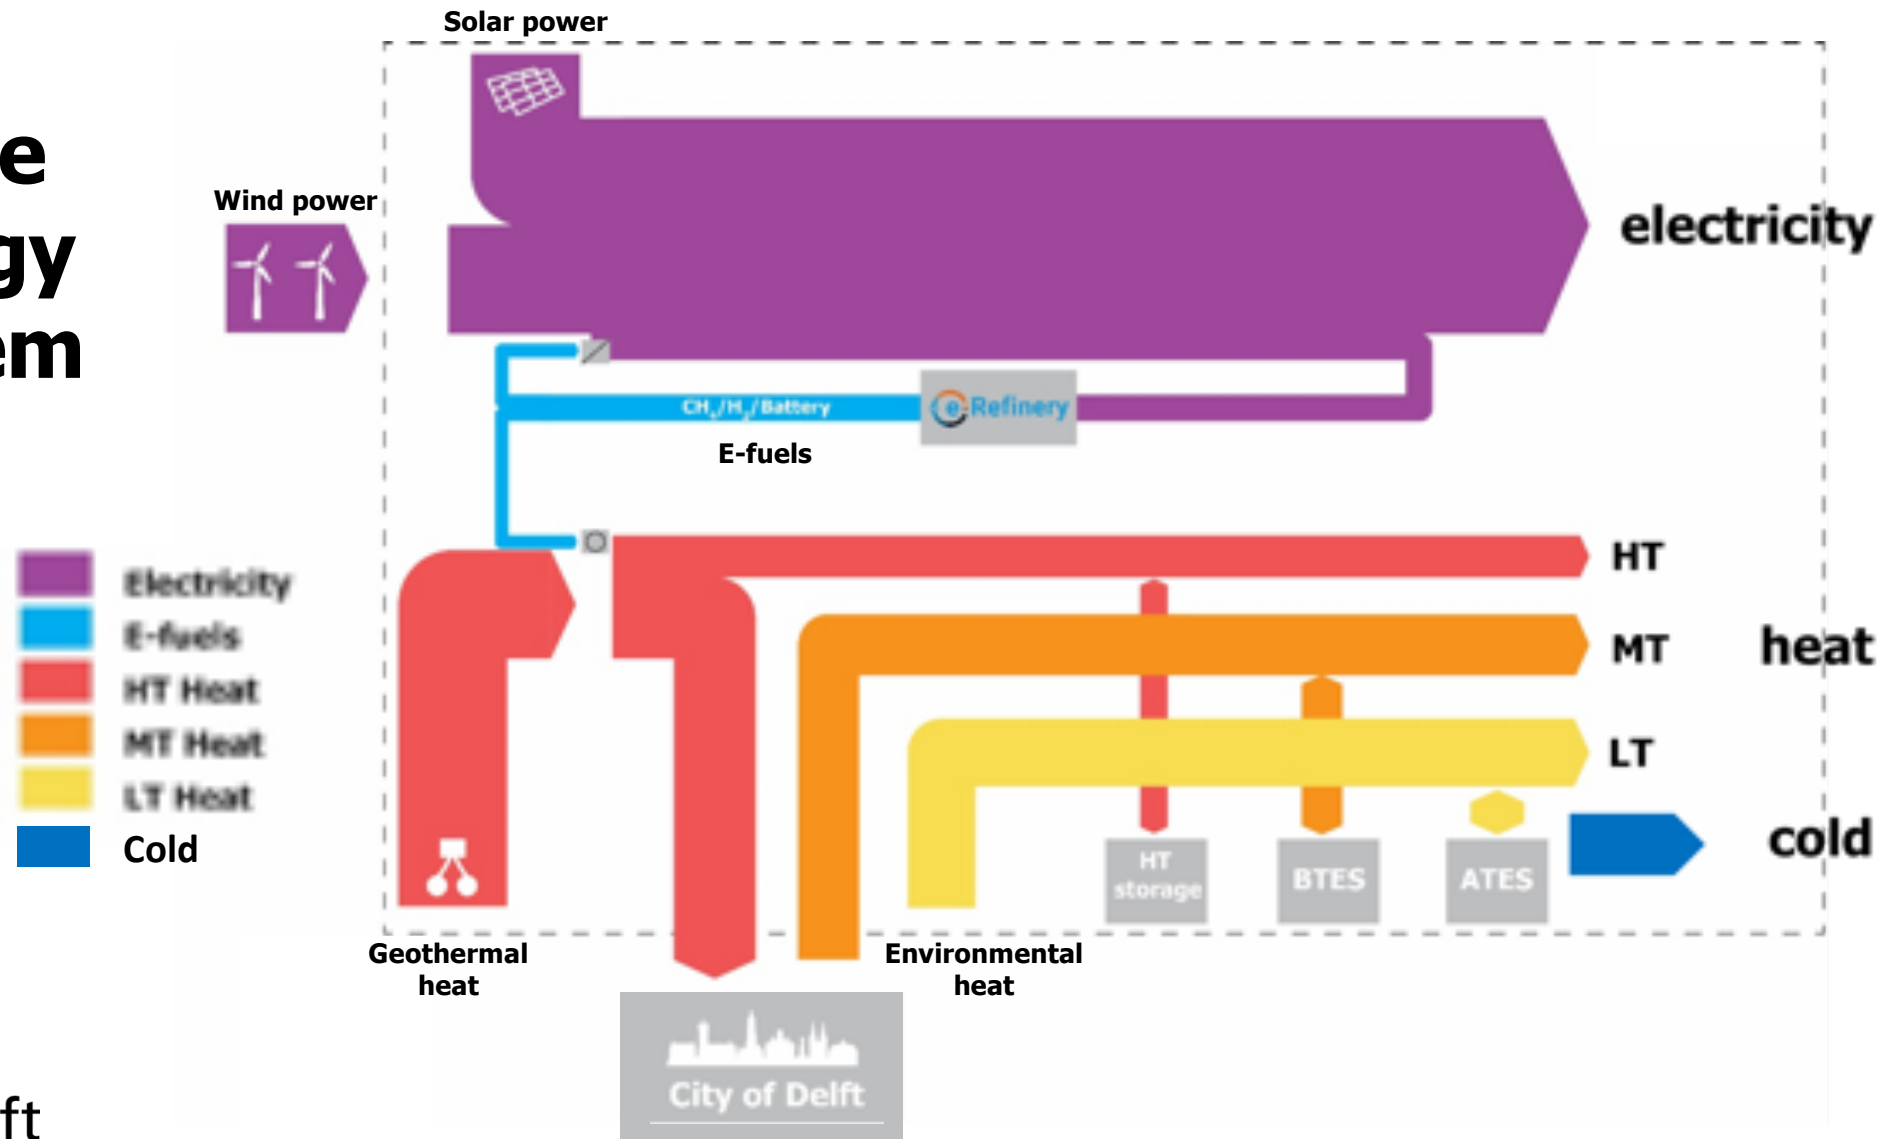 Solar power
e
gy
em
Wind power
electricity
CH4/H2/Battery
e-Refinery
E-fuels
Electricity
E-fuels
HT Heat
MT Heat
LT Heat
Cold
HT
MT
heat
LT
cold
HT
storage
BTES
ATES
Geothermal
heat
Environmental
heat
City of Delft
ft